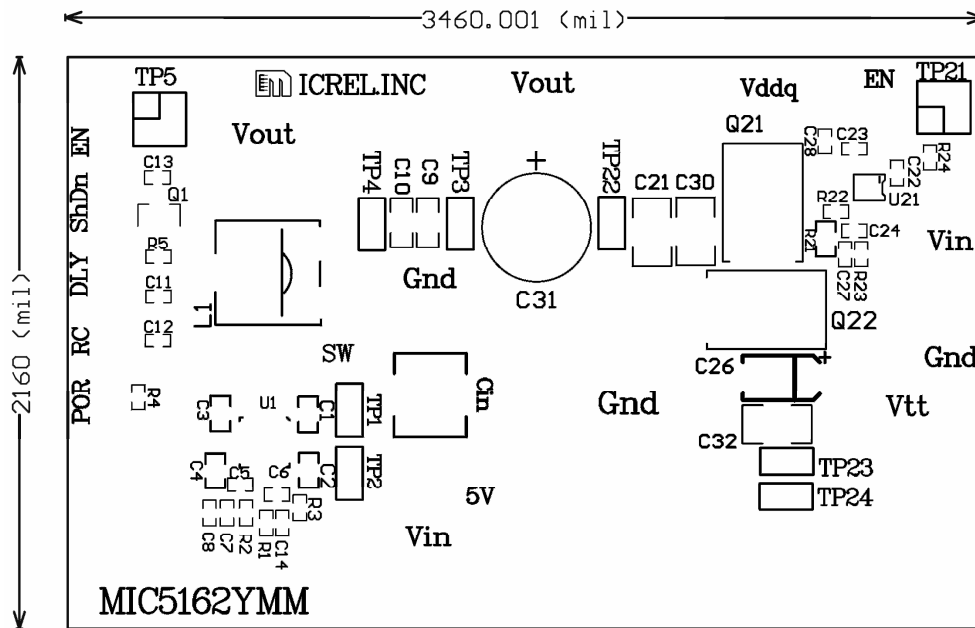 3460.001 (mil)
2160 (mil)
TP5
ICREL.INC
Vout
Vout
Vddq
EN
TP21
Q21
C28
C23
R24
C22
U21
EN
ShDn
DLY
RC
POR
C13
Q1
R5
C11
C12
R4
L1
TP4
C10
C9
TP3
TP22
C21
C30
R22
R21
C24
C27
R23
Vin
Gnd
C31
Q22
SW
Cin
C26
+
+
Gnd
Gnd
Vtt
C3
U1
C1
TP1
C32
C4
C5
C6
C2
TP2
TP23
TP24
5V
Vin
C8
C7
R2
R1
C14
R3
MIC5162YMM